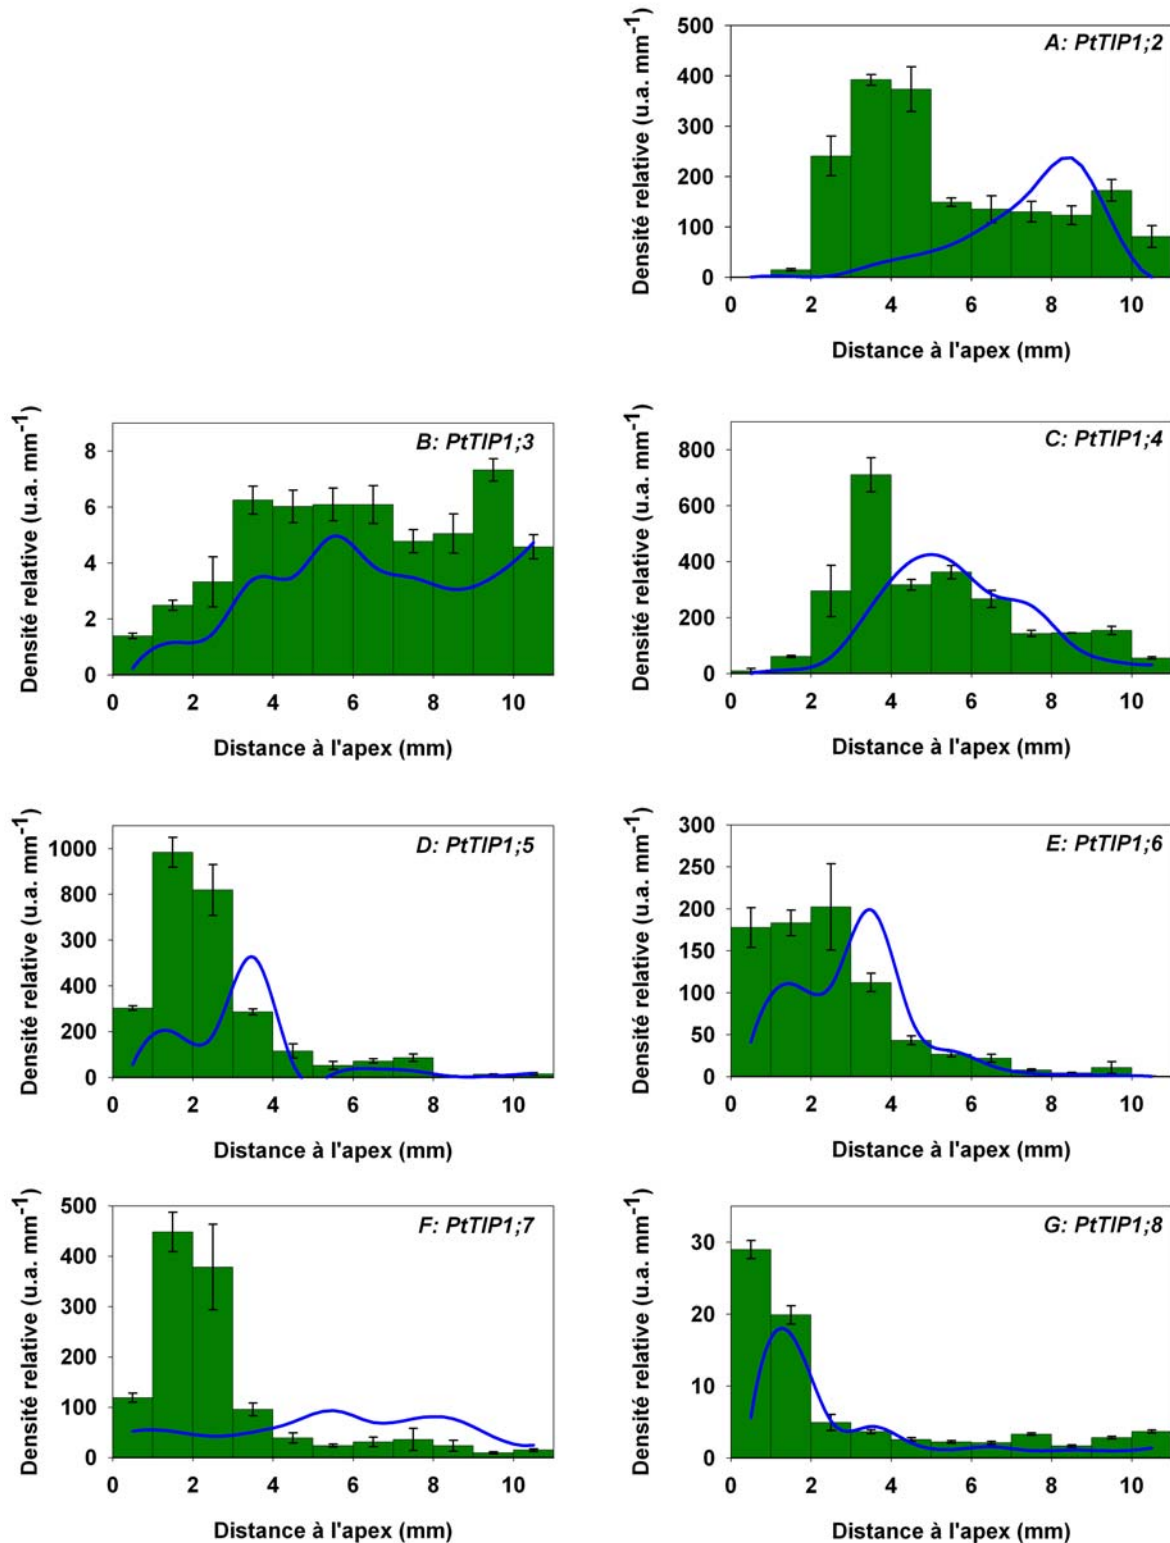 A: PtTIP1;2
Densité relative (u.a. mm-1)
500
400
300
200
100
0
0 2 4 6 8 10
Distance à l'apex (mm)
B: PtTIP1;3
Densité relative (u.a. mm-1)
8
6
4
2
0
0 2 4 6 8 10
Distance à l'apex (mm)
C: PtTIP1;4
Densité relative (u.a. mm-1)
800
600
400
200
0
0 2 4 6 8 10
Distance à l'apex (mm)
D: PtTIP1;5
Densité relative (u.a. mm-1)
1000
800
300
400
200
0
0 2 4 6 8 10
Distance à l'apex (mm)
E: PtTIP1;6
Densité relative (u.a. mm-1)
300
250
200
150
100
50
0
0 2 4 6 8 10
Distance à l'apex (mm)
F: PtTIP1;7
Densité relative (u.a. mm-1)
500
400
300
200
100
0
0 2 4 6 8 10
Distance à l'apex (mm)
G: PtTIP1;8
Densité relative (u.a. mm-1)
30
20
10
0
0 2 4 6 8 10
Distance à l'apex (mm)